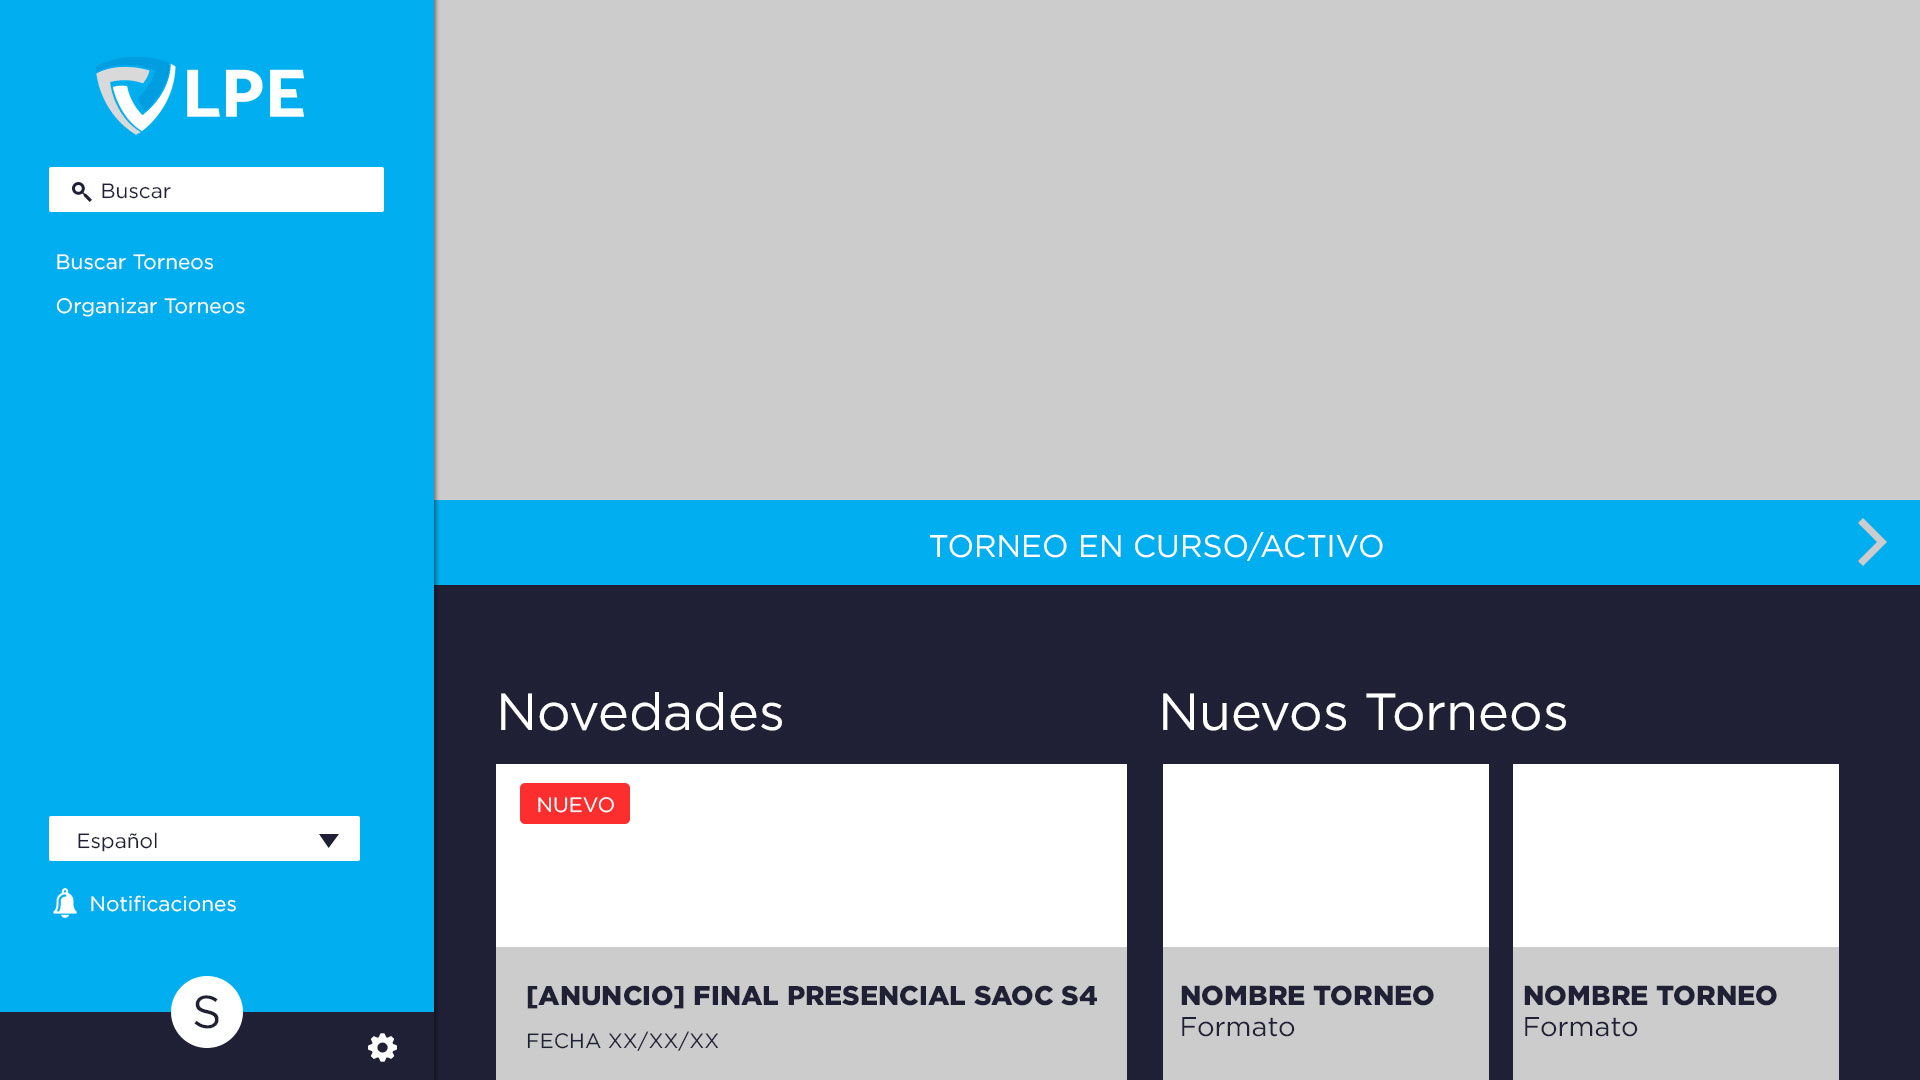 LPE
Buscar
Buscar Torneos
Organizar Torneos
Español
Notificaciones
S
TORNEO EN CURSO/ACTIVO
Novedades
NUEVO
[ANUNCIO] FINAL PRESENCIAL SAOC S4
FECHA XX/XX/XX
Nuevos Torneos
NOMBRE TORNEO
Formato
NOMBRE TORNEO
Formato